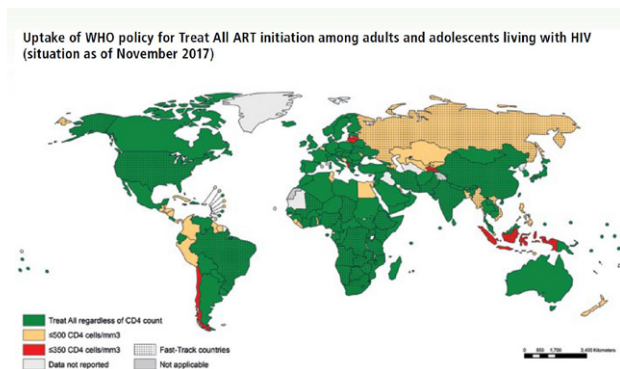 Uptake of WHO policy for Treat All ART initiation among adults and adolescents living with HIV
(situation as of November 2017)
Treat All regardless of CD4 count
≤500 CD4 cells/mm3
≤350 CD4 cells/mm3
Fast-Track countries
Data not reported
Not applicable